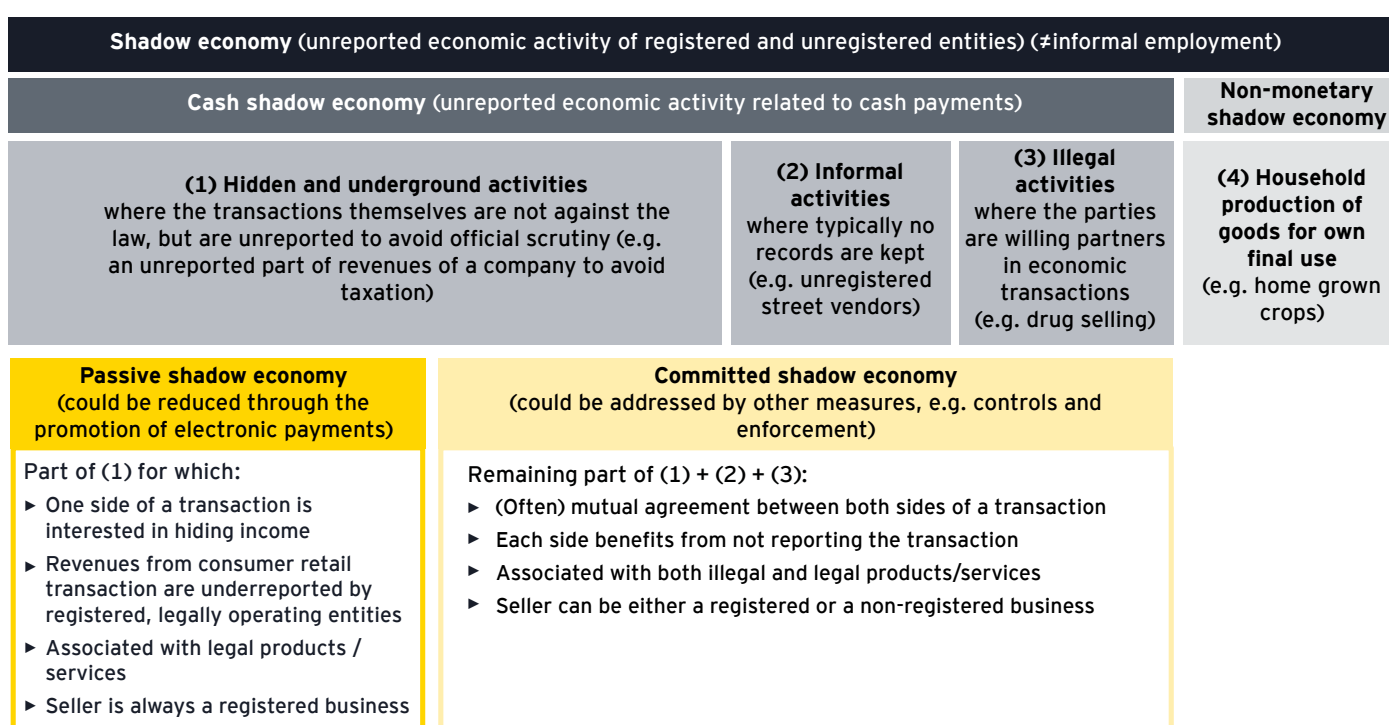 Shadow economy (unreported economic activity of registered and unregistered entities) (≠informal employment)
Cash shadow economy (unreported economic activity related to cash payments)
Non-monetary
shadow economy
(1) Hidden and underground activities
where the transactions themselves are not against the
law, but are unreported to avoid official scrutiny (e.g.
an unreported part of revenues of a company to avoid
taxation)
(2) Informal
activities
where typically no
records are kept
(e.g. unregistered
street vendors)
(3) Illegal
activities
where the parties
are willing partners
in economic
transactions
(e.g. drug selling)
(4) Household
production of
goods for own
final use
(e.g. home grown
crops)
Passive shadow economy
(could be reduced through the
promotion of electronic payments)
Part of (1) for which:
► One side of a transaction is
interested in hiding income
► Revenues from consumer retail
transaction are underreported by
registered, legally operating entities
► Associated with legal products /
services
► Seller is always a registered business
Committed shadow economy
(could be addressed by other measures, e.g. controls and
enforcement)
Remaining part of (1) + (2) + (3):
► (Often) mutual agreement between both sides of a transaction
► Each side benefits from not reporting the transaction
► Associated with both illegal and legal products/services
► Seller can be either a registered or a non-registered business